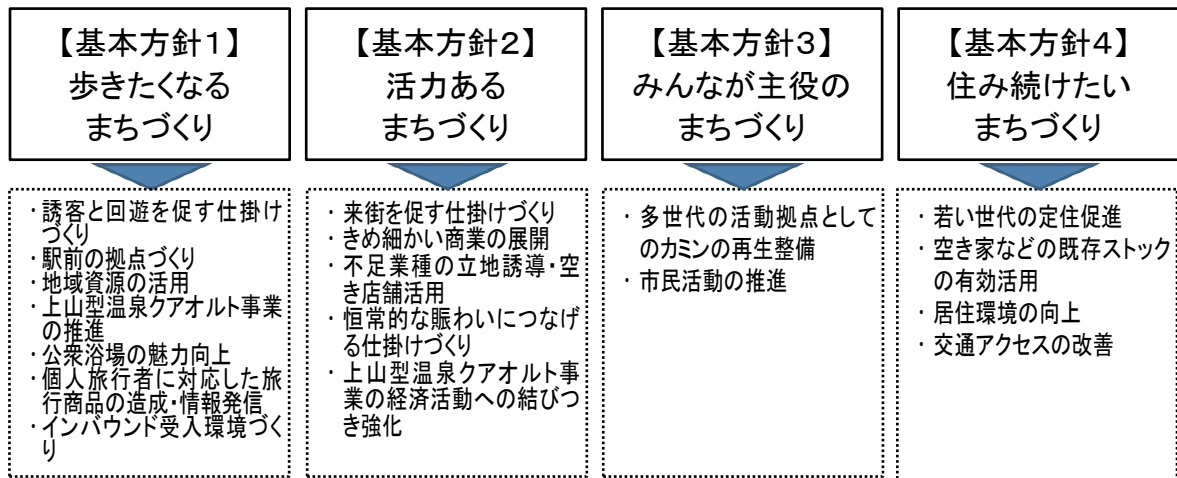 【基本方針１】
歩きたくなる
まちづくり
・誘客と回遊を促す仕掛け
づくり
・駅前の拠点づくり
・地域資源の活用
・上山型温泉クアオルト事業
の推進
・公衆浴場の魅力向上
・個人旅行者に対応した旅
行商品の造成・情報発信
・インバウンド受入環境づく
り
【基本方針２】
活力ある
まちづくり
・来街を促す仕掛けづくり
・きめ細かい商業の展開
・不足業種の立地誘導・空
き店舗活用
・恒常的な賑わいにつなげ
る仕掛けづくり
・上山型温泉クアオルト事
業の経済活動への結びつ
き強化
【基本方針３】
みんなが主役の
まちづくり
・多世代の活動拠点として
のカミンの再生整備
・市民活動の推進
【基本方針４】
住み続けたい
まちづくり
・若い世代の定住促進
・空き家などの既存ストック
の有効活用
・居住環境の向上
・交通アクセスの改善